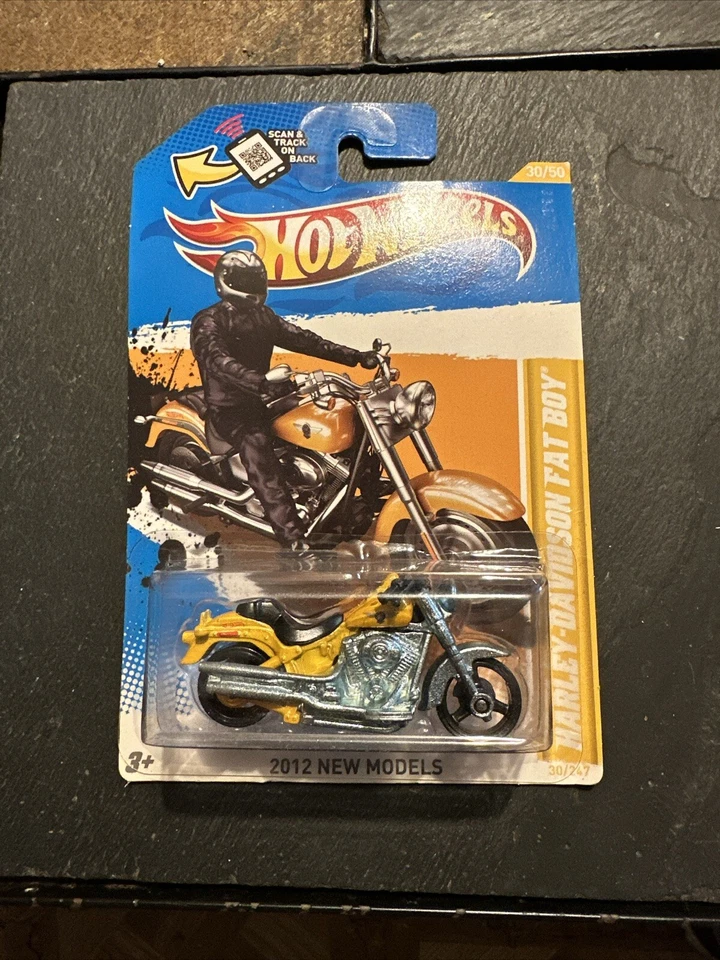 SCAN &
TRACK
ON
BACK
30/50
HOT WHEELS
HARLEY-DAVIDSON FAT BOY®
3+
2012 NEW MODELS
30/247